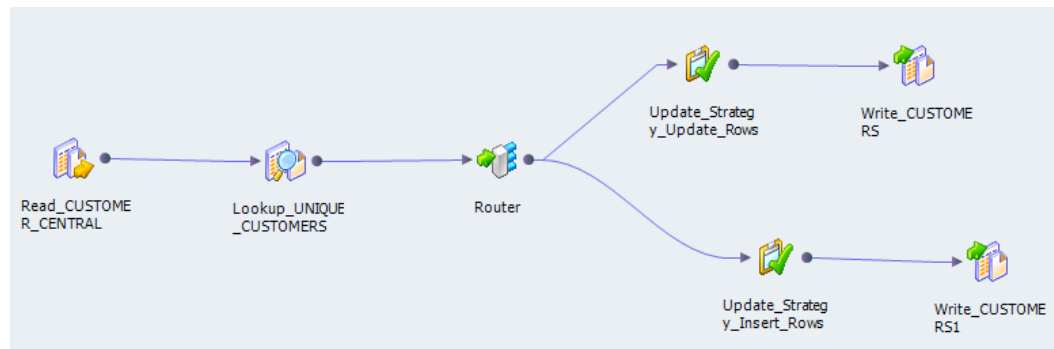 Update_Strateg
y_Update_Rows
Write_CUSTOME
RS
Read_CUSTOME
R_CENTRAL
Lookup_UNIQUE
_CUSTOMERS
Router
Update_Strateg
y_Insert_Rows
Write_CUSTOME
RS1